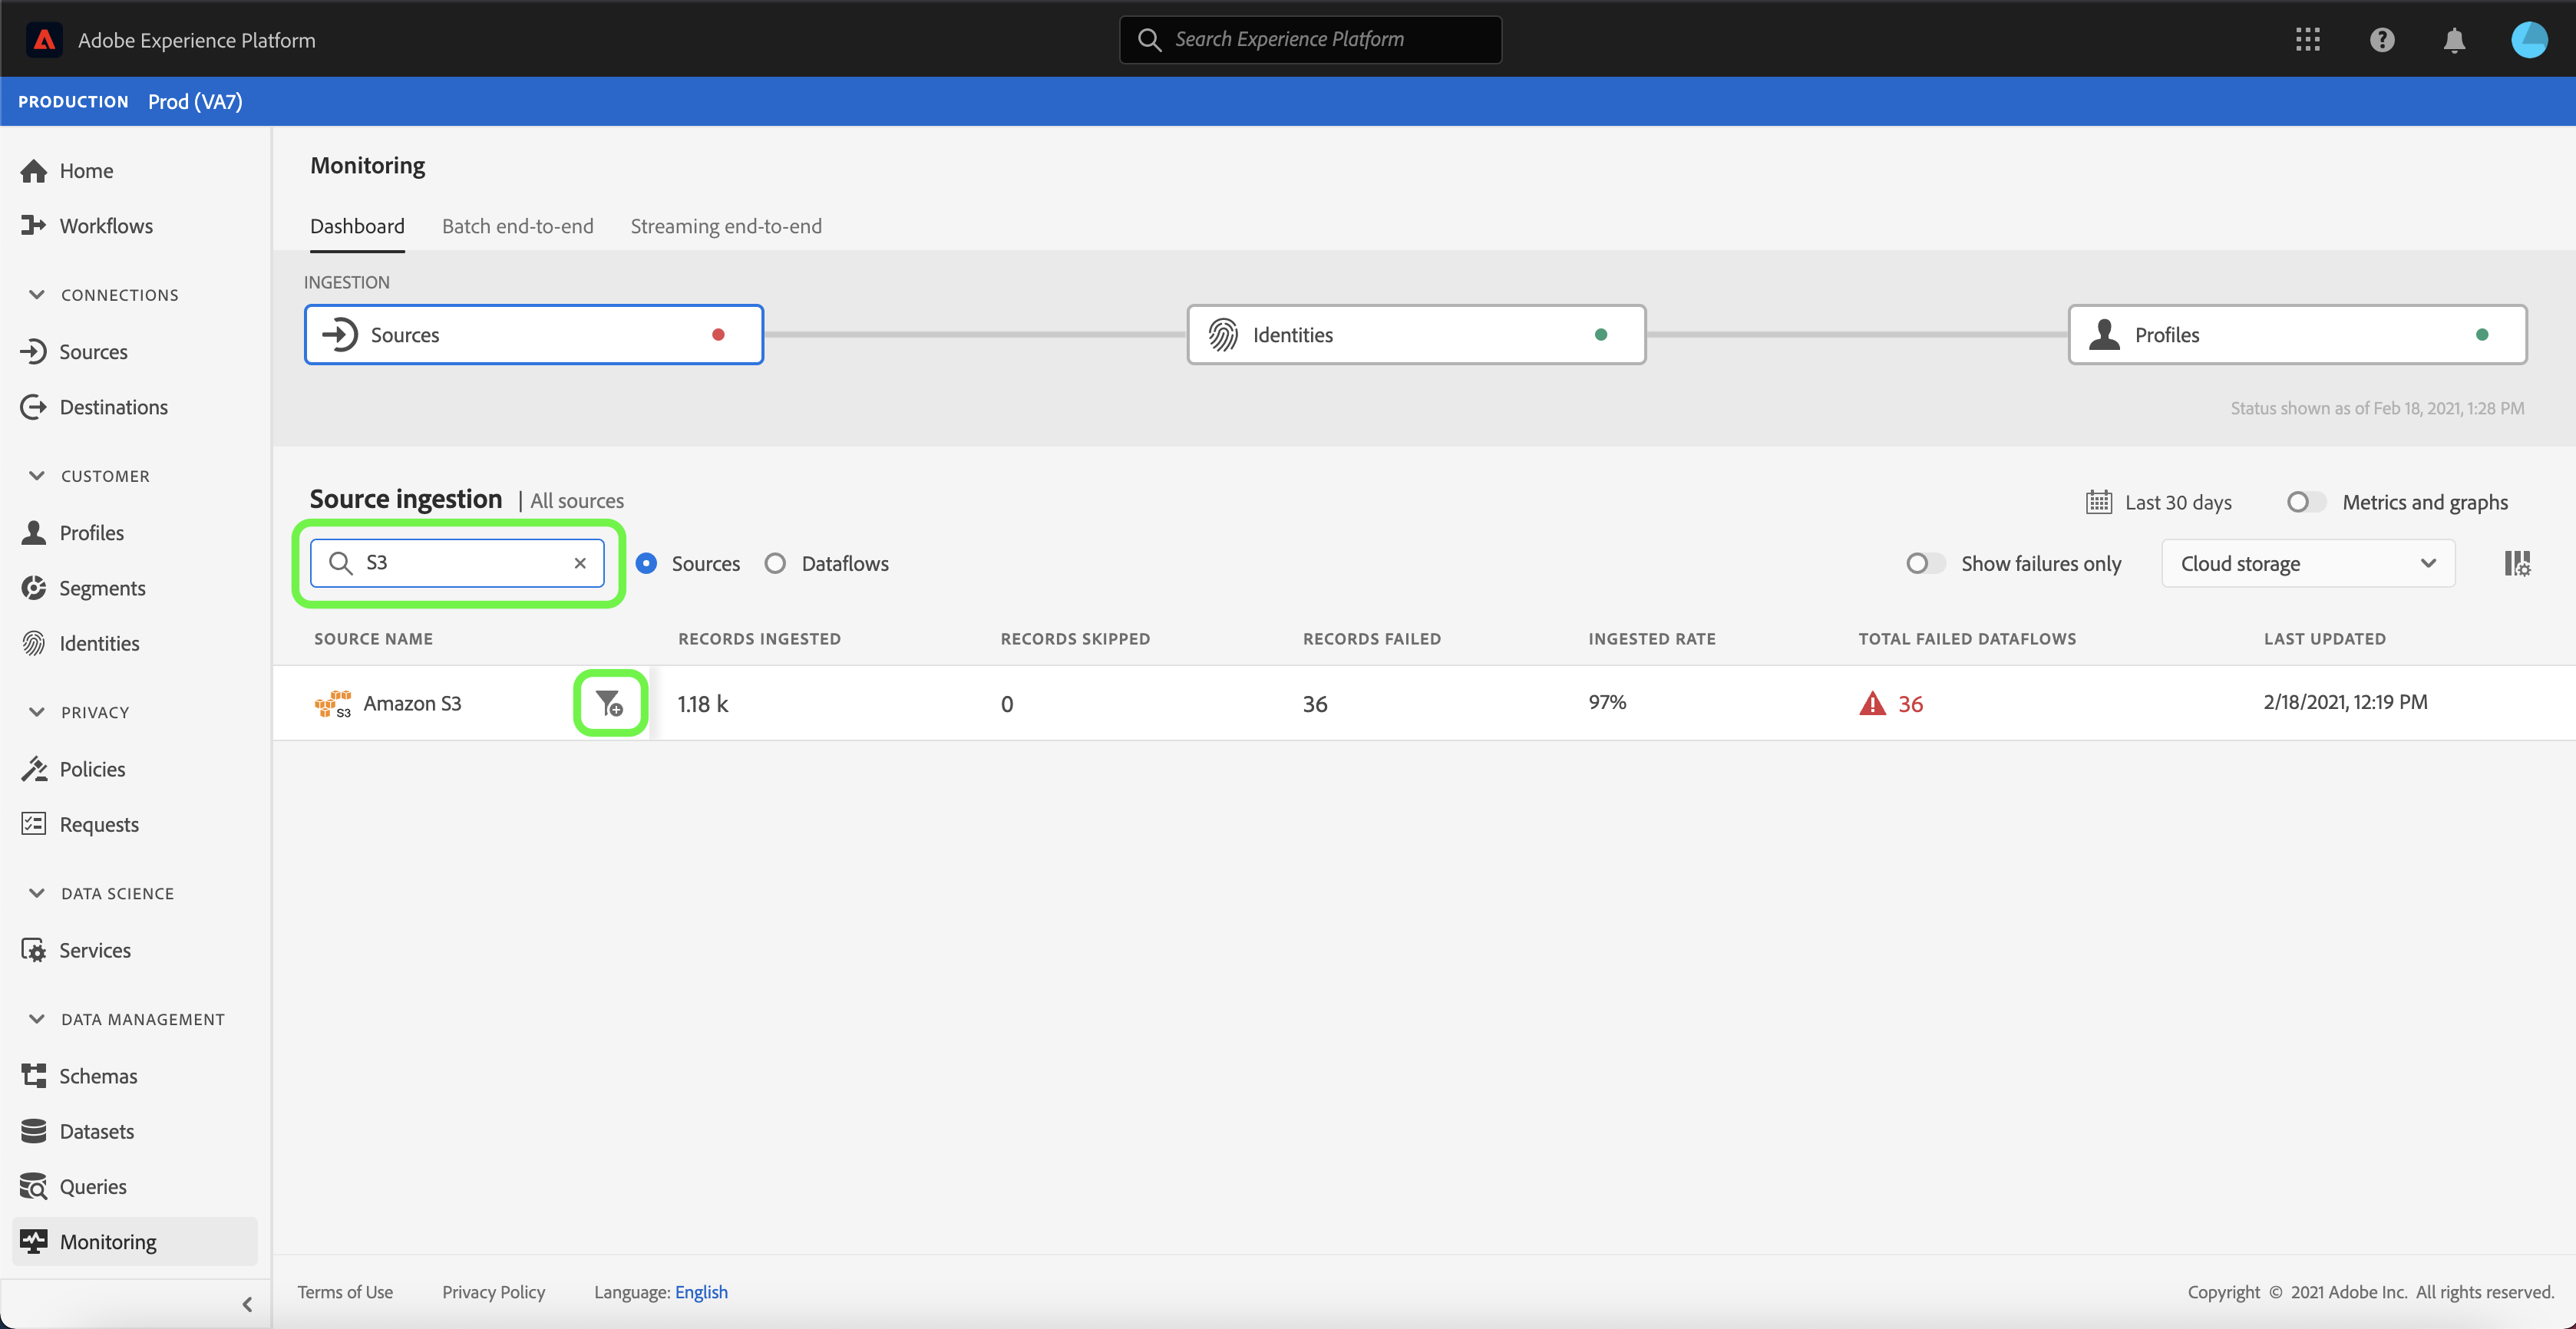 Adobe Experience Platform
Search Experience Platform
PRODUCTION Prod (VA7)
Home
Workflows
CONNECTIONS
Sources
Destinations
CUSTOMER
Profiles
Segments
Identities
PRIVACY
Policies
Requests
DATA SCIENCE
Services
DATA MANAGEMENT
Schemas
Datasets
Queries
Monitoring
Monitoring
Dashboard Batch end-to-end Streaming end-to-end
INGESTION
Sources Identities Profiles
Status shown as of Feb 18, 2021, 1:28 PM
Source ingestion | All sources Last 30 days Metrics and graphs
S3 Sources Dataflows Show failures only Cloud storage
SOURCE NAME RECORDS INGESTED RECORDS SKIPPED RECORDS FAILED INGESTED RATE TOTAL FAILED DATAFLOWS LAST UPDATED
S3 Amazon S3 1.18 k 0 36 97% 36 2/18/2021, 12:19 PM
Terms of Use Privacy Policy Language: English Copyright © 2021 Adobe Inc. All rights reserved.